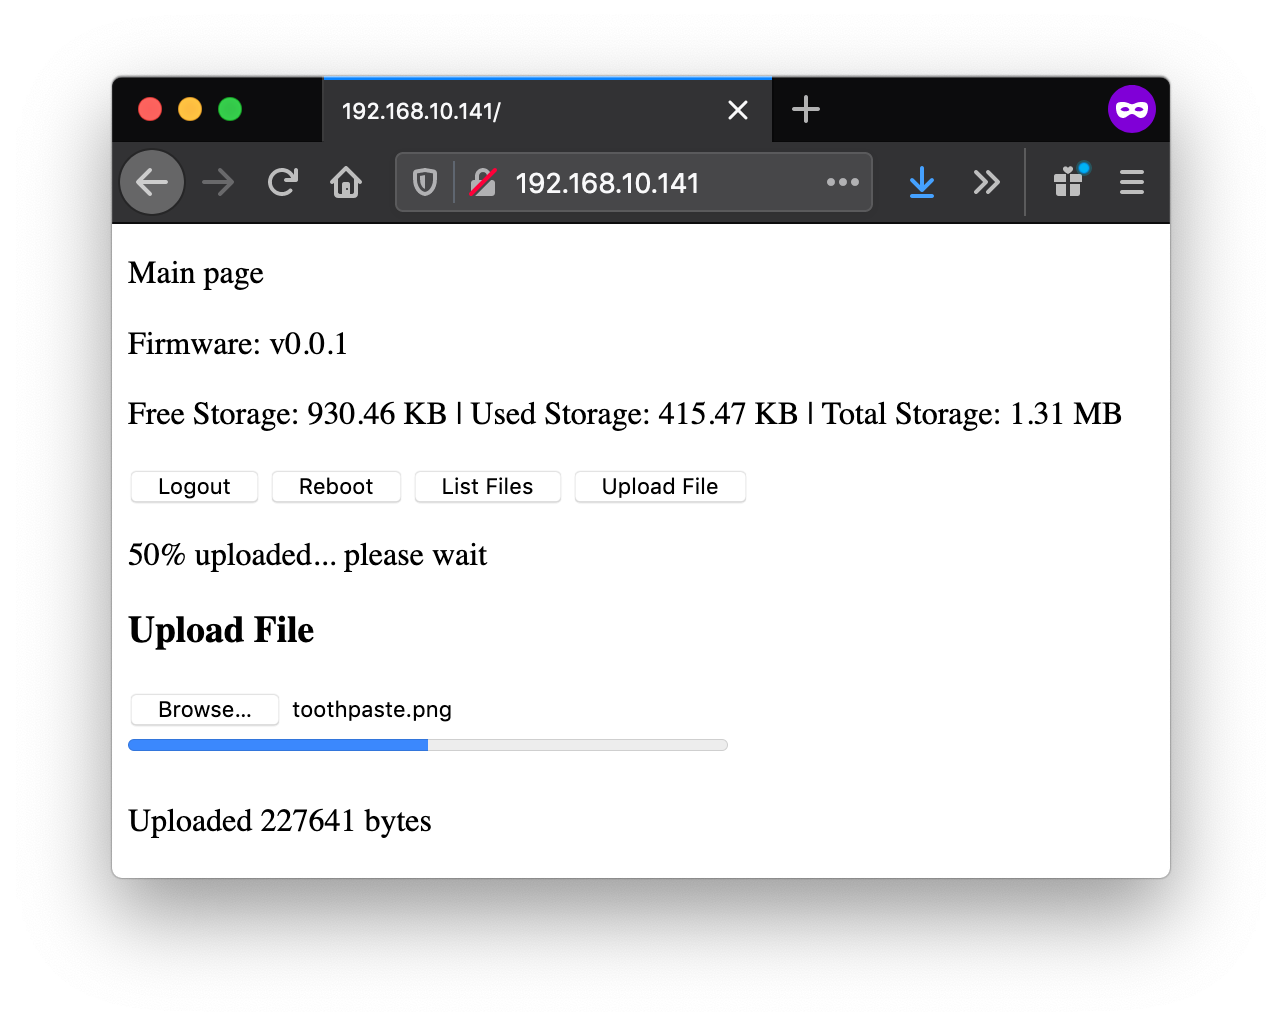 192.168.10.141/
192.168.10.141
Main page
Firmware: v0.0.1
Free Storage: 930.46 KB | Used Storage: 415.47 KB | Total Storage: 1.31 MB
Logout Reboot List Files Upload File
50% uploaded... please wait
Upload File
Browse... toothpaste.png
Uploaded 227641 bytes